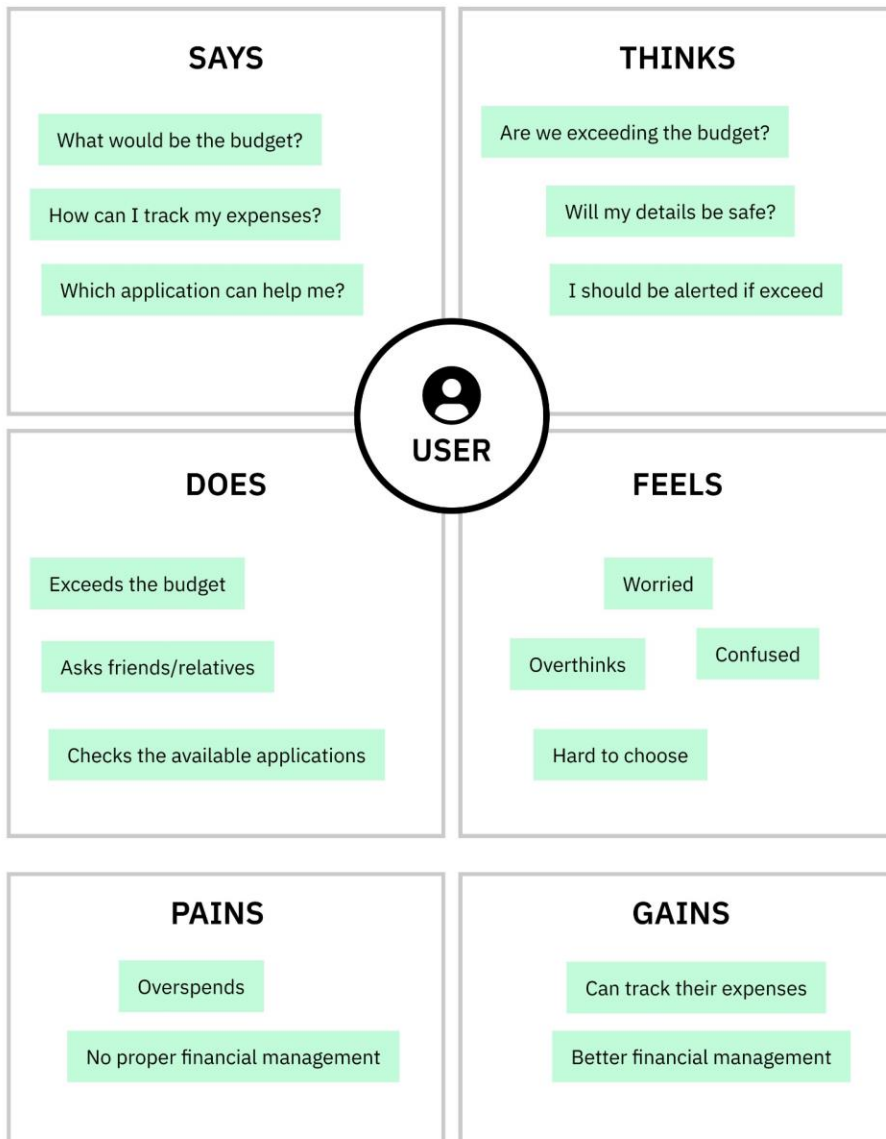 SAYS
What would be the budget?
How can I track my expenses?
Which application can help me?
THINKS
Are we exceeding the budget?
Will my details be safe?
I should be alerted if exceed
USER
DOES
Exceeds the budget
Asks friends/relatives
Checks the available applications
FEELS
Worried
Overthinks
Confused
Hard to choose
PAINS
Overspends
No proper financial management
GAINS
Can track their expenses
Better financial management